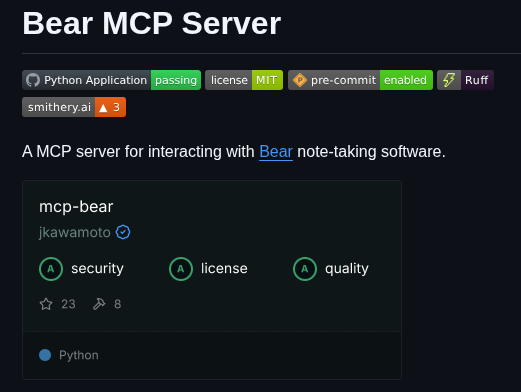 Bear MCP Server
Python Application passing license MIT pre-commit enabled Ruff
smithery.ai ▲ 3
A MCP server for interacting with Bear note-taking software.
mcp-bear
jkawamoto
A security A license A quality
23 8
Python